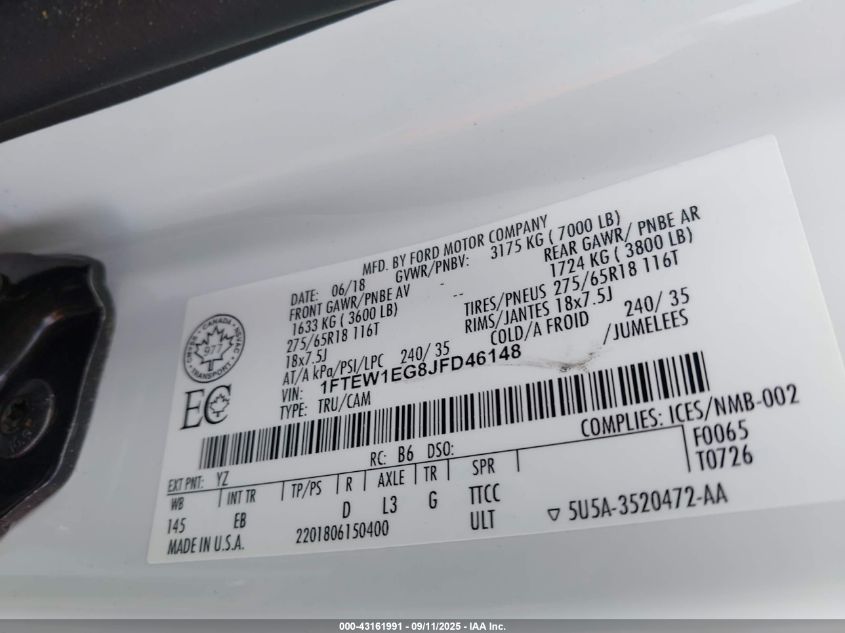 MFD. BY FORD MOTOR COMPANY
DATE: 06/18 GVWR/PNBV: 3175 KG ( 7000 LB)
FRONT GAWR/PNBE AV REAR GAWR/ PNBE AR
1633 KG ( 3600 LB) -- 1724 KG ( 3800 LB)
275/65R18 116T TIRES/PNEUS 275/65R18 116T
18x7.5J RIMS/JANTES 18x7.5J
AT/A kPa/PSI/LPC 240/ 35 COLD/A FROID 240/ 35
VIN: 1FTEW1EG8JFD46148 /JUMELEES
TYPE: TRU/CAM
CANADA
977
TRANSPORT
EC
COMPLIES: ICES/NMB-002
EXT PNT: YZ RC: B6 DSO: F0065
WB INT TR TP/PS R AXLE TR SPR T0726
145 EB D L3 G TTCC
MADE IN U.S.A. 2201806150400 ULT ▽ 5U5A-3520472-AA
000-43161991 - 09/11/2025 - IAA Inc.